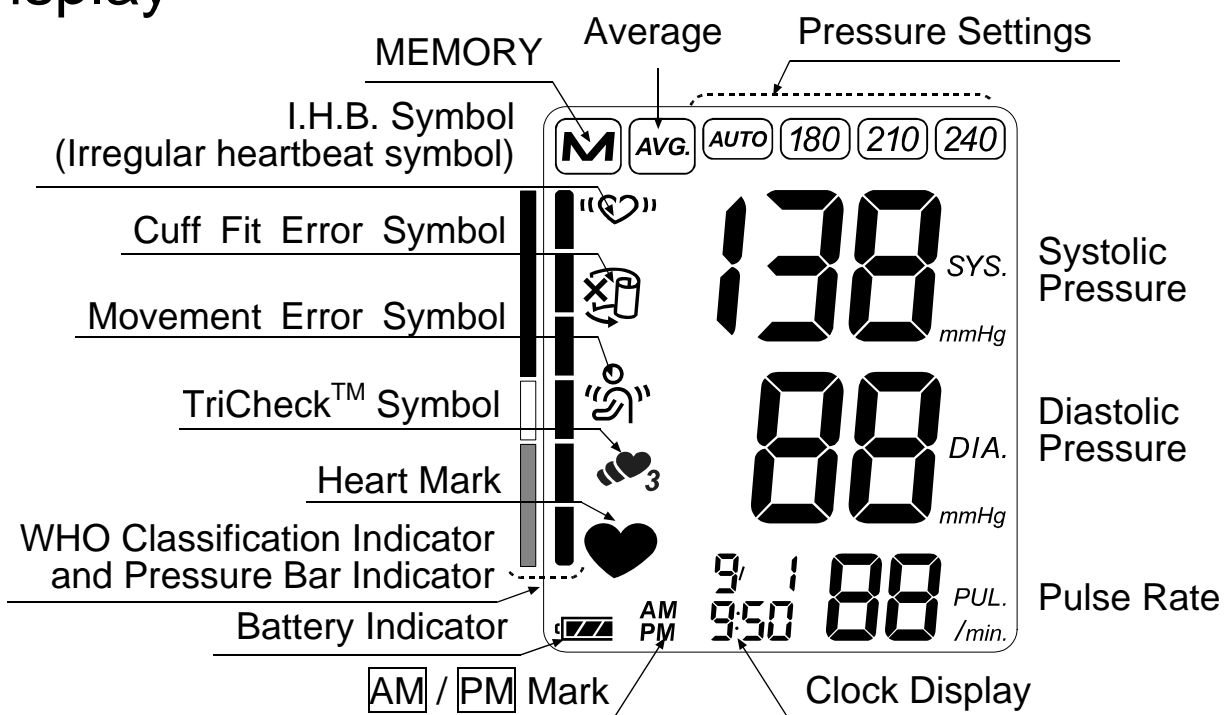 Average
Pressure Settings
MEMORY
I.H.B. Symbol
(Irregular heartbeat symbol)
M
AVG.
AUTO
180
210
240
Cuff Fit Error Symbol
138
SYS.
mmHg
Systolic
Pressure
Movement Error Symbol
TriCheck™ Symbol
3
88
DIA.
mmHg
Diastolic
Pressure
Heart Mark
WHO Classification Indicator
and Pressure Bar Indicator
9/ 1
88
PUL.
/min.
Pulse Rate
Battery Indicator
AM
PM
9:50
AM / PM Mark
Clock Display